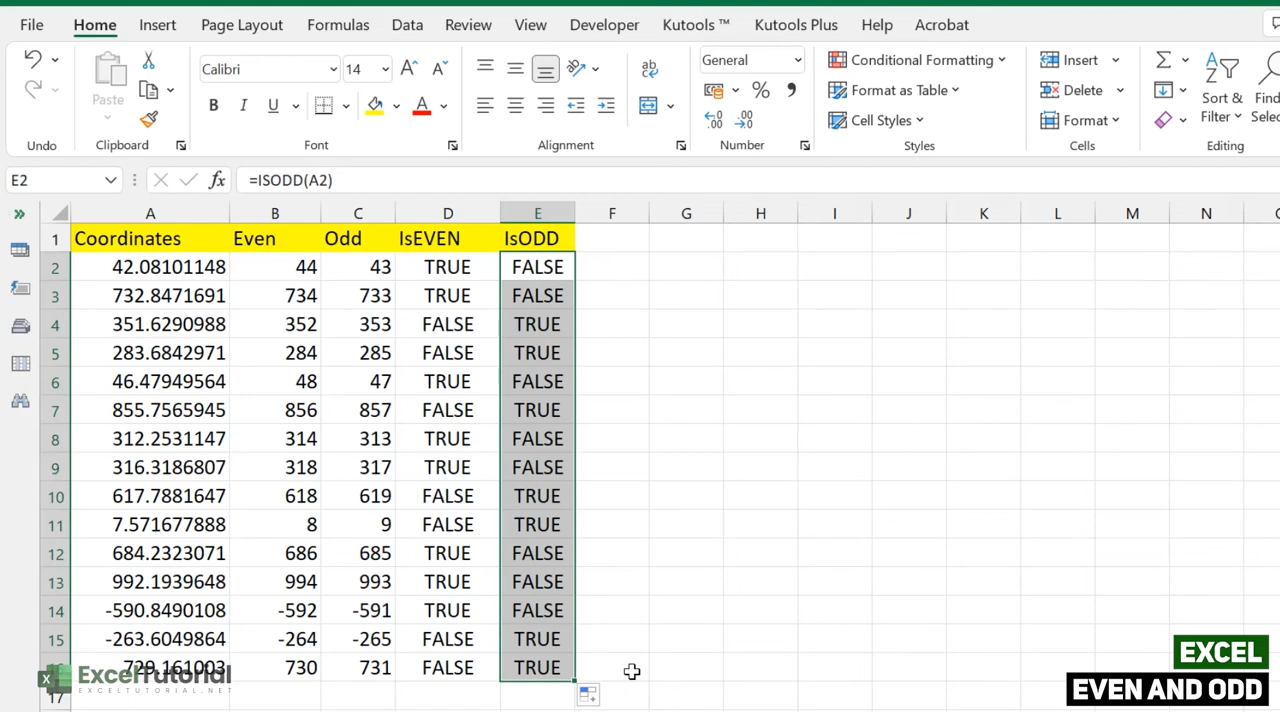 File Home Insert Page Layout Formulas Data Review View Developer Kutools ™ Kutools Plus Help Acrobat
Calibri 14 General Conditional Formatting Insert
Paste Format as Table Delete Sort &
B I U A % Cell Styles Format Filter
Undo Clipboard Font Alignment Number Styles Cells Editing
E2 fx =ISODD(A2)
A B C D E F G H I J K L M N
1 Coordinates Even Odd IsEVEN IsODD
2 42.08101148 44 43 TRUE FALSE
3 732.8471691 734 733 TRUE FALSE
4 351.6290988 352 353 FALSE TRUE
5 283.6842971 284 285 FALSE TRUE
6 46.47949564 48 47 TRUE FALSE
7 855.7565945 856 857 FALSE TRUE
8 312.2531147 314 313 TRUE FALSE
9 316.3186807 318 317 TRUE FALSE
10 617.7881647 618 619 FALSE TRUE
11 7.571677888 8 9 FALSE TRUE
12 684.2323071 686 685 TRUE FALSE
13 992.1939648 994 993 TRUE FALSE
14 -590.8490108 -592 -591 TRUE FALSE
15 -263.6049864 -264 -265 FALSE TRUE
729.161003 730 731 FALSE TRUE
17
ExcelTutorial
EXCELTUTORIAL.NET
EXCEL
EVEN AND ODD